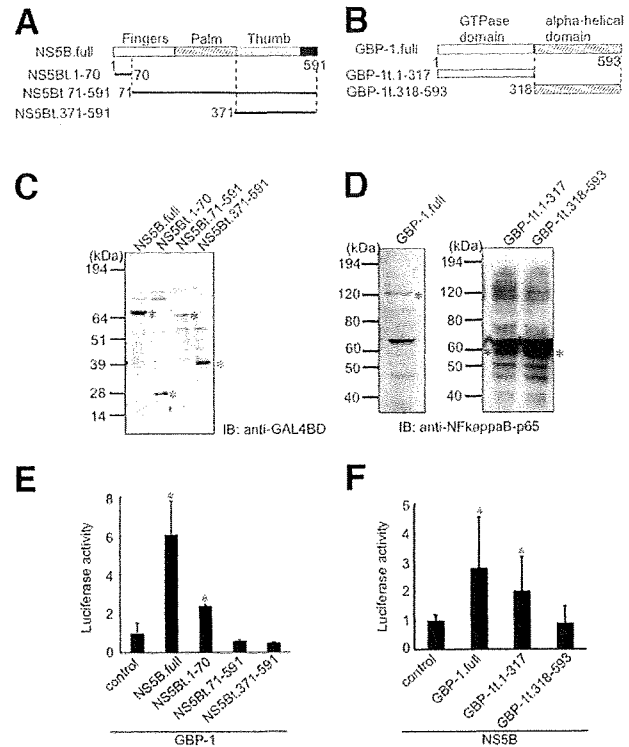 A
Fingers Palm Thumb
NS5B.full
1 591
NS5Bt.1-70 70
NS5Bt.71-591 71
NS5Bt.371-591 371
B
GTPase domain alpha-helical domain
GBP-1.full
1 593
GBP-1t.1-317
GBP-1t.318-593 318
C
NS5B.full
NS5Bt.1-70
NS5Bt.71-591
NS5Bt.371-591
(kDa)
194
64
51
39
28
14
*
*
*
*
IB: anti-GAL4BD
D
GBP-1.full
(kDa)
194
120
80
60
50
40
*
GBP-1t.1-317
GBP-1t.318-593
(kDa)
194
120
80
60
50
40
*
*
IB: anti-NFkappaB-p65
E
Luciferase activity
8
6
4
2
0
*
*
control
NS5B.full
NS5Bt.1-70
NS5Bt.71-591
NS5Bt.371-591
GBP-1
F
Luciferase activity
5
4
3
2
1
0
*
*
control
GBP-1.full
GBP-1t.1-317
GBP-1t.318-593
NS5B